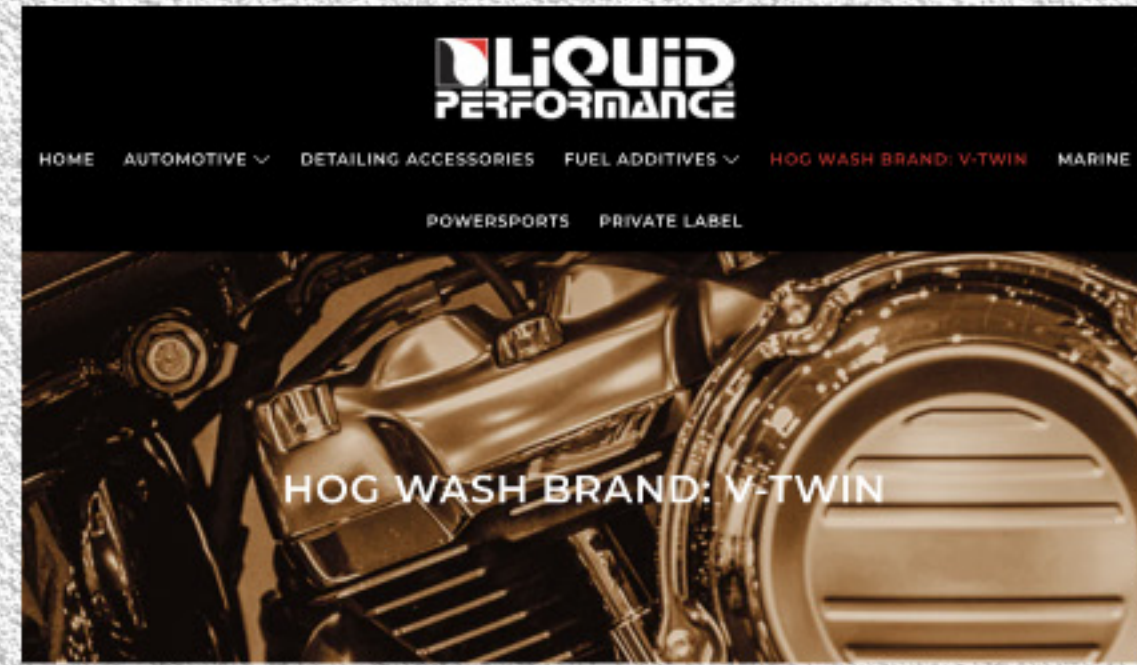 LiQUiD
PERFORMANCE
HOME AUTOMOTIVE DETAILING ACCESSORIES FUEL ADDITIVES HOG WASH BRAND: V-TWIN MARINE
POWERSPORTS PRIVATE LABEL
HOG WASH BRAND: V-TWIN